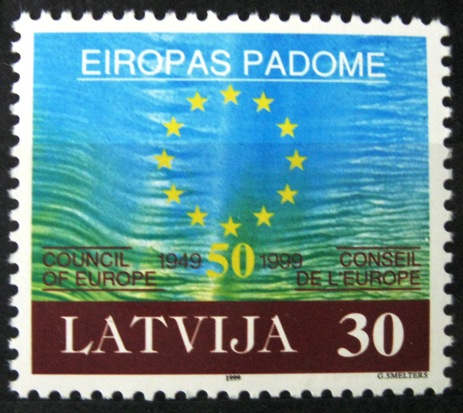 EIROPAS PADOME
COUNCIL
OF EUROPE
1949 50 1999
CONSEIL
DE L'EUROPE
LATVIJA 30
1999
G.SMELTERS